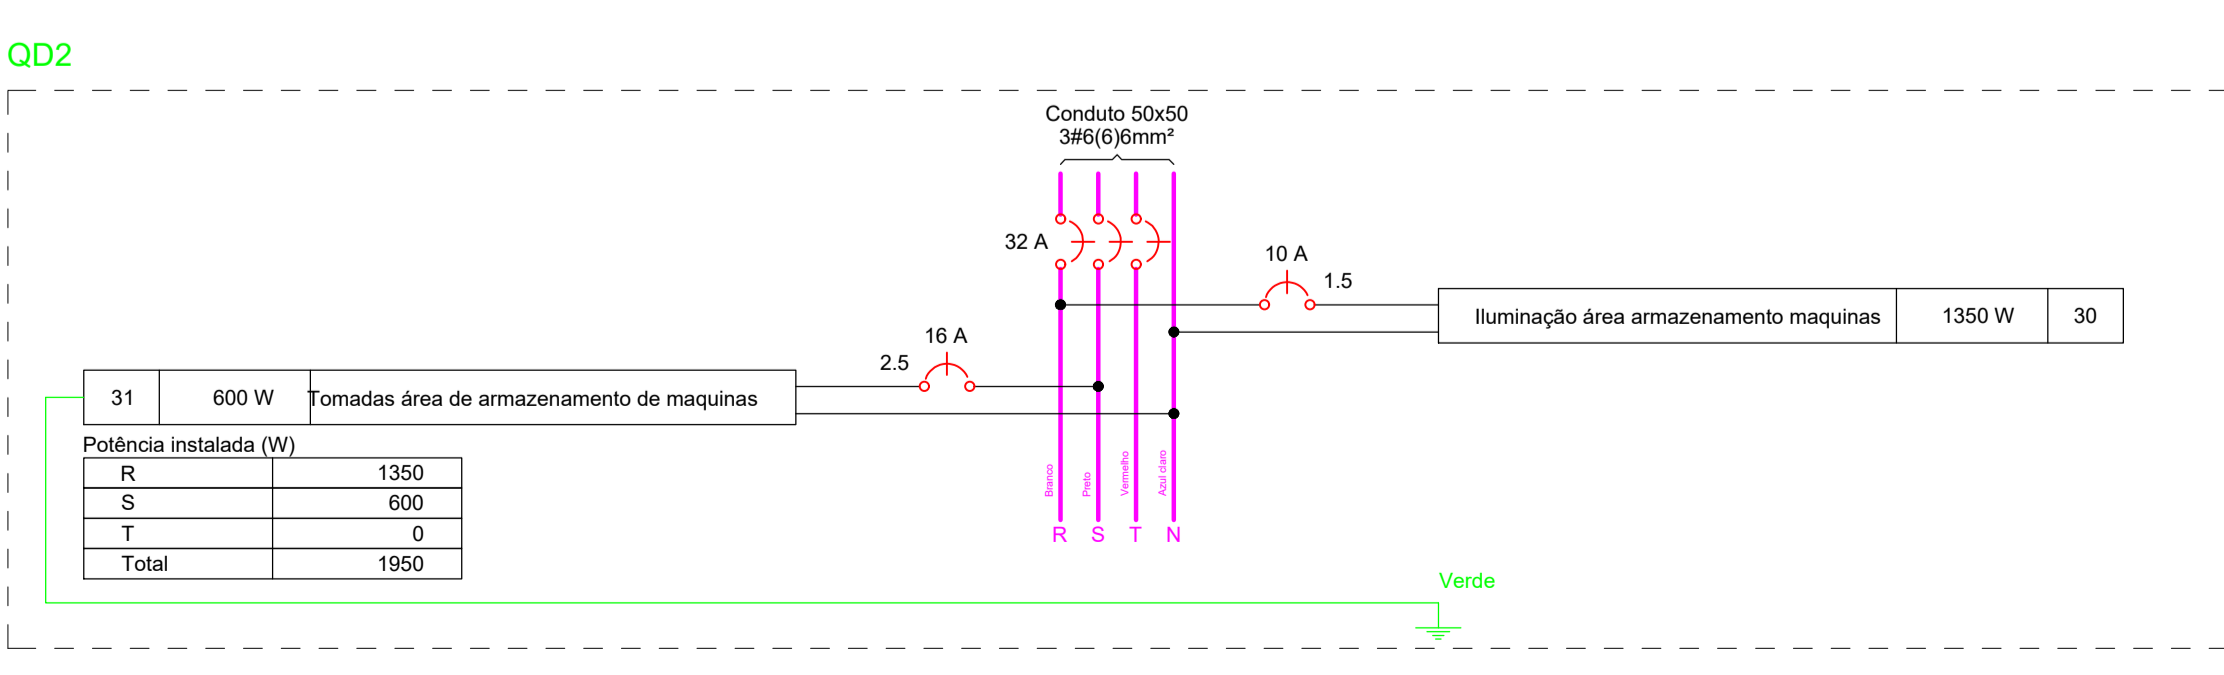 QD2
Conduto 50x50
3#6(6)6mm²
32 A
10 A
1.5
Iluminação área armazenamento maquinas 1350 W 30
16 A
2.5
31 600 W Tomadas área de armazenamento de maquinas
Potência instalada (W)
R 1350
S 600
T 0
Total 1950
Branco
Preto
Vermelho
Azul claro
R S T N
Verde